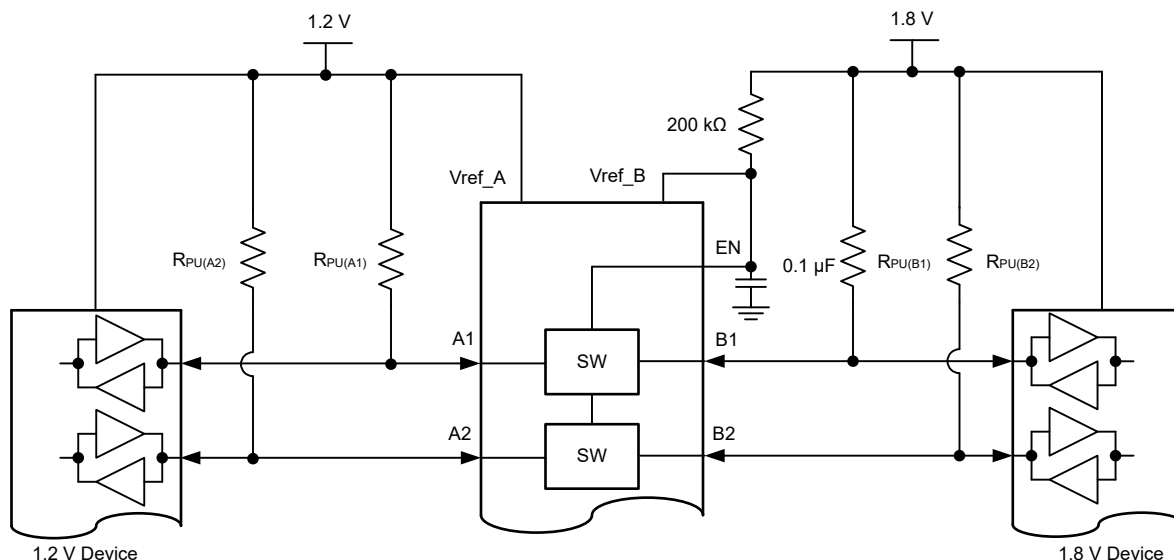 1.2 V
1.8 V
200 kΩ
Vref_A
Vref_B
EN
RPU(A2)
RPU(A1)
0.1 µF
RPU(B1)
RPU(B2)
A1
SW
B1
A2
SW
B2
1.2 V Device
1.8 V Device